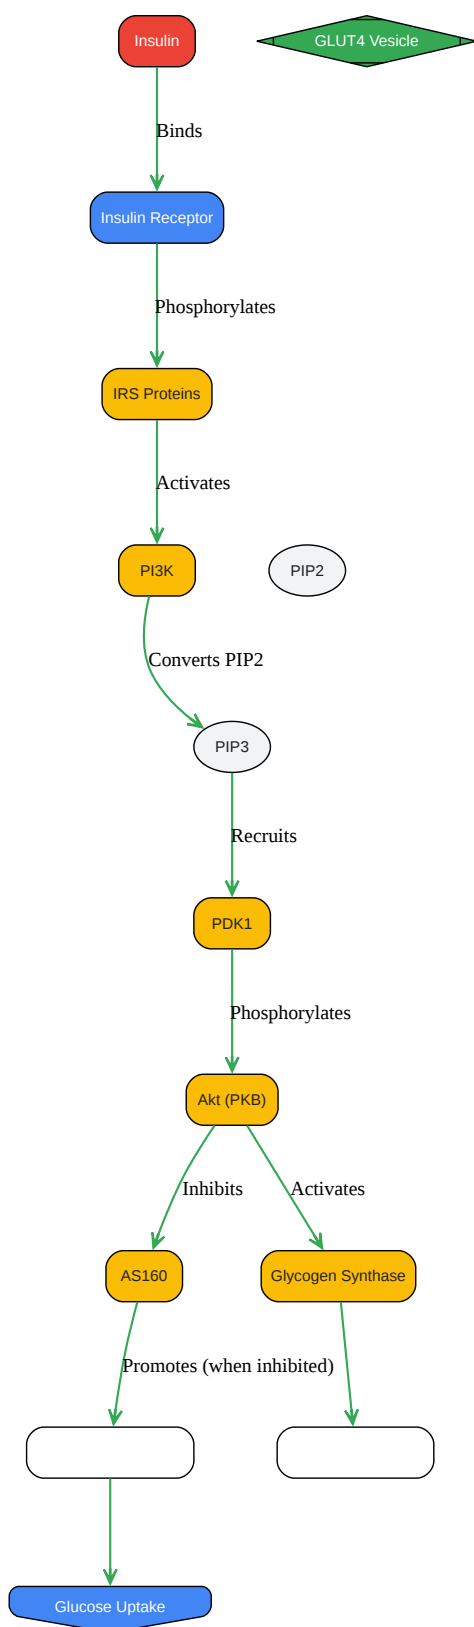 Insulin
GLUT4 Vesicle
Binds
Insulin Receptor
Phosphorylates
IRS Proteins
Activates
PI3K
PIP2
Converts PIP2
PIP3
Recruits
PDK1
Phosphorylates
Akt (PKB)
Inhibits
Activates
AS160
Glycogen Synthase
Promotes (when inhibited)
Glucose Uptake